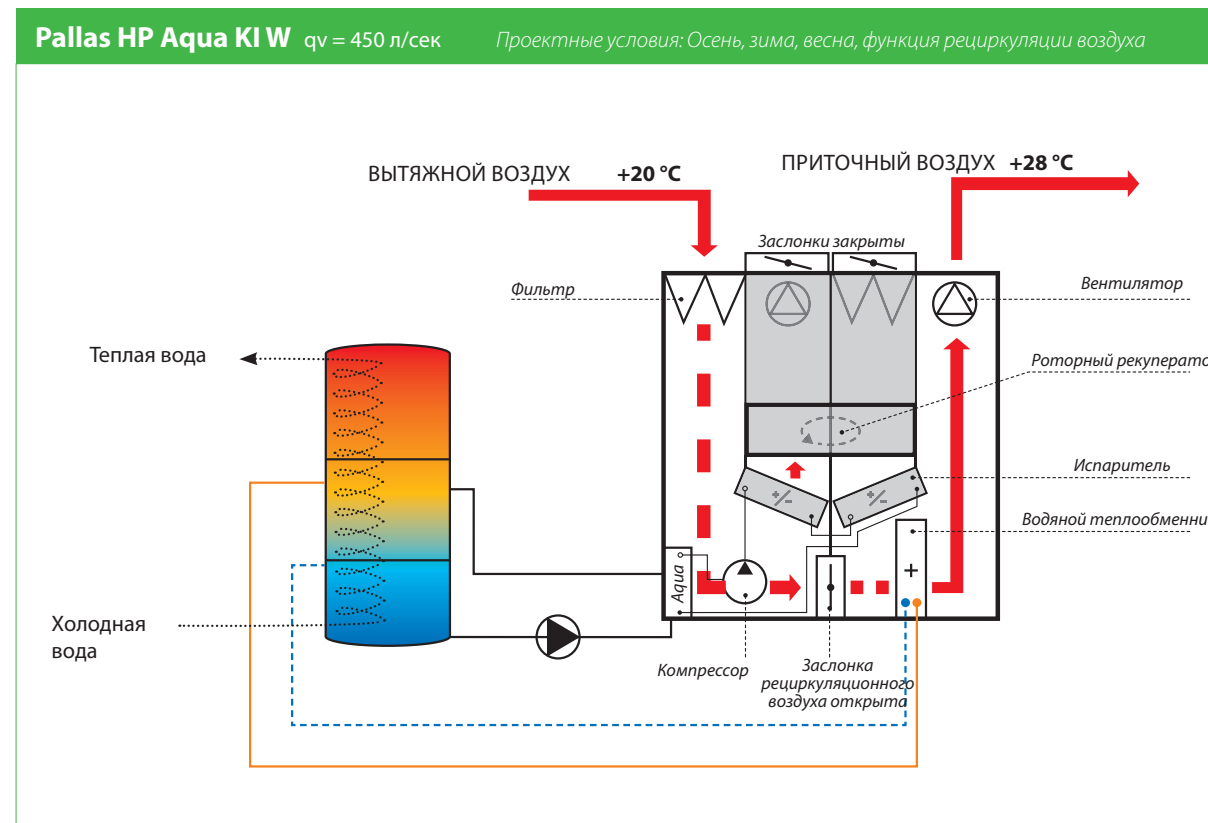 Pallas HP Aqua KI W qv = 450 л/сек Проектные условия: Осень, зима, весна, функция рециркуляции воздуха
ВЫТЯЖНОЙ ВОЗДУХ +20 °C
ПРИТОЧНЫЙ ВОЗДУХ +28 °C
Заслонки закрыты
Фильтр
Вентилятор
Теплая вода
Роторный рекуперато
+/-
+/-
Испаритель
Водяной теплообменни
Aqua
+
Холодная
вода
Компрессор
Заслонка
рециркуляционного
воздуха открыта